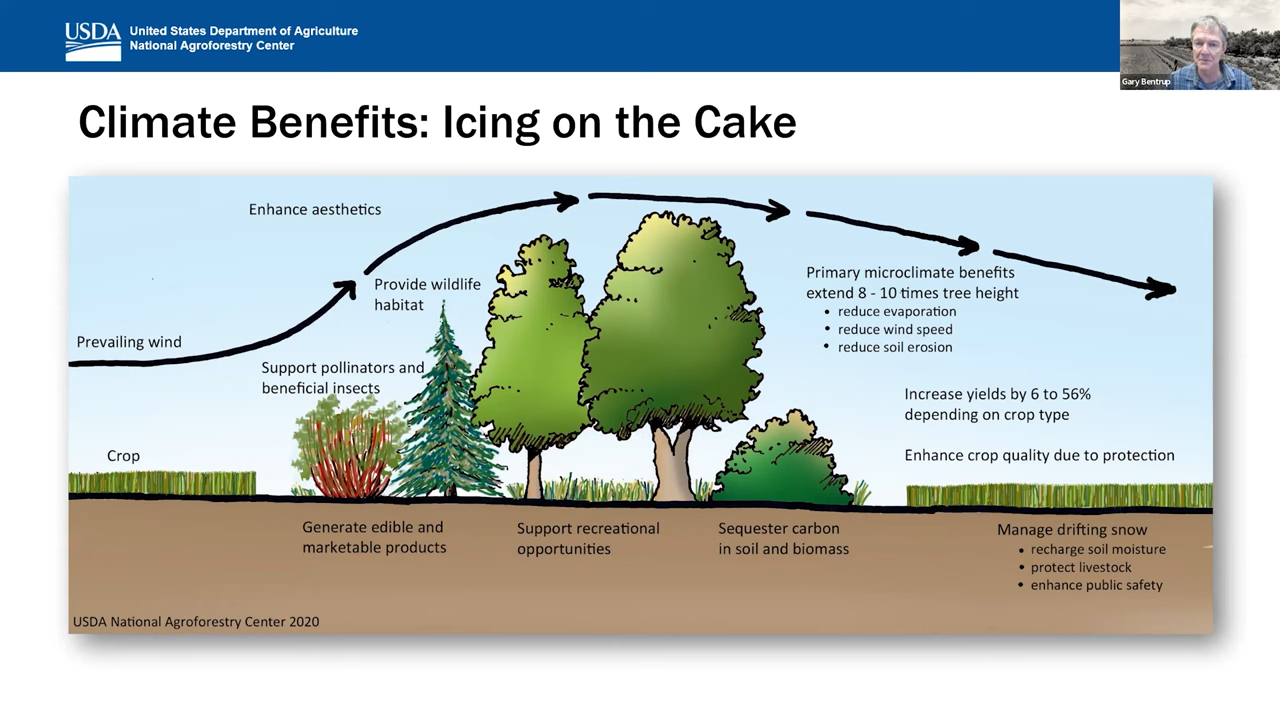 USDA
United States Department of Agriculture
National Agroforestry Center
Gary Bentrup
Climate Benefits: Icing on the Cake
Enhance aesthetics
Provide wildlife
habitat
Prevailing wind
Support pollinators and
beneficial insects
Primary microclimate benefits
extend 8 - 10 times tree height
• reduce evaporation
• reduce wind speed
• reduce soil erosion
Increase yields by 6 to 56%
depending on crop type
Enhance crop quality due to protection
Crop
Generate edible and
marketable products
Support recreational
opportunities
Sequester carbon
in soil and biomass
Manage drifting snow
• recharge soil moisture
• protect livestock
• enhance public safety
USDA National Agroforestry Center 2020